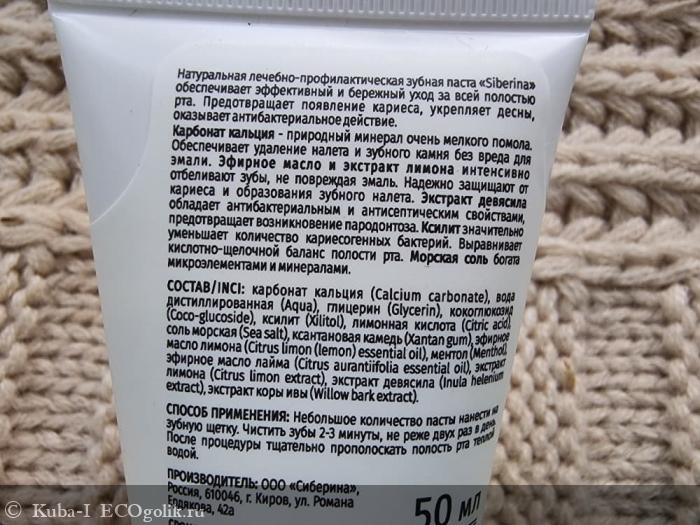 Натуральная лечебно-профилактическая зубная паста «Siberina»
обеспечивает эффективный и бережный уход за всей полостью
рта. Предотвращает появление кариеса, укрепляет десны,
оказывает антибактериальное действие.
Карбонат кальция - природный минерал очень мелкого помола.
Обеспечивает удаление налета и зубного камня без вреда для
эмали. Эфирное масло и экстракт лимона интенсивно
отбеливают зубы, не повреждая эмаль. Надежно защищают от
кариеса и образования зубного налета. Экстракт девясила
обладает антибактериальным и антисептическим свойствами,
предотвращает возникновение пародонтоза. Ксилит значительно
уменьшает количество кариесогенных бактерий. Выравнивает
кислотно-щелочной баланс полости рта. Морская соль богата
микроэлементами и минералами.
СОСТАВ/INCI: карбонат кальция (Calcium carbonate), вода
дистиллированная (Aqua), глицерин (Glycerin), кокоглюкозид
(Coco-glucoside), ксилит (Xilitol), лимонная кислота (Citric acid),
соль морская (Sea salt), ксантановая камедь (Xantan gum), эфирное
масло лимона (Citrus limon (lemon) essential oil), ментол (Menthol),
эфирное масло лайма (Citrus aurantiifolia essential oil), экстракт
лимона (Citrus limon extract), экстракт девясила (Inula helenium
extract), экстракт коры ивы (Willow bark extract).
СПОСОБ ПРИМЕНЕНИЯ: Небольшое количество пасты нанести на
зубную щетку. Чистить зубы 2-3 минуты, не реже двух раз в день.
После процедуры тщательно прополоскать полость рта теплой
водой.
ПРОИЗВОДИТЕЛЬ: ООО «Сиберина»,
Россия, 610046, г. Киров, ул. Романа
Ердякова, 42а
50 МЛ
© Kuba-I ECOgolik.ru